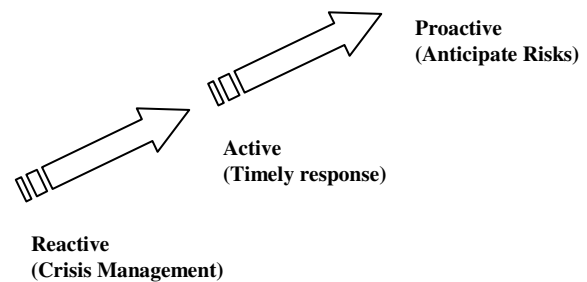 Proactive
(Anticipate Risks)
Active
(Timely response)
Reactive
(Crisis Management)